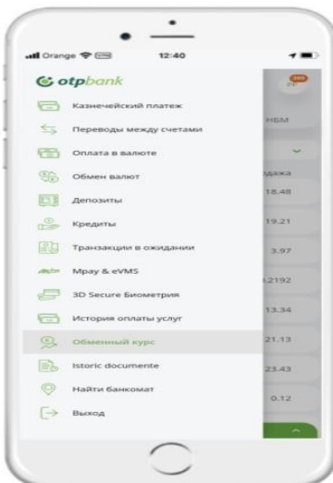 Orange
12:40
otpbank
Казначейский платеж
НБМ
Переводы между счетами
Оплата в валюте
Обмен валют
18.48
Депозиты
Кредиты
19.21
Транзакции в ожидании
3.97
Mpay & eVMS
.2192
3D Secure Биометрия
13.34
История оплаты услуг
Обменный курс
21.13
Istoric documente
23.43
Найти банкомат
0.12
Выход